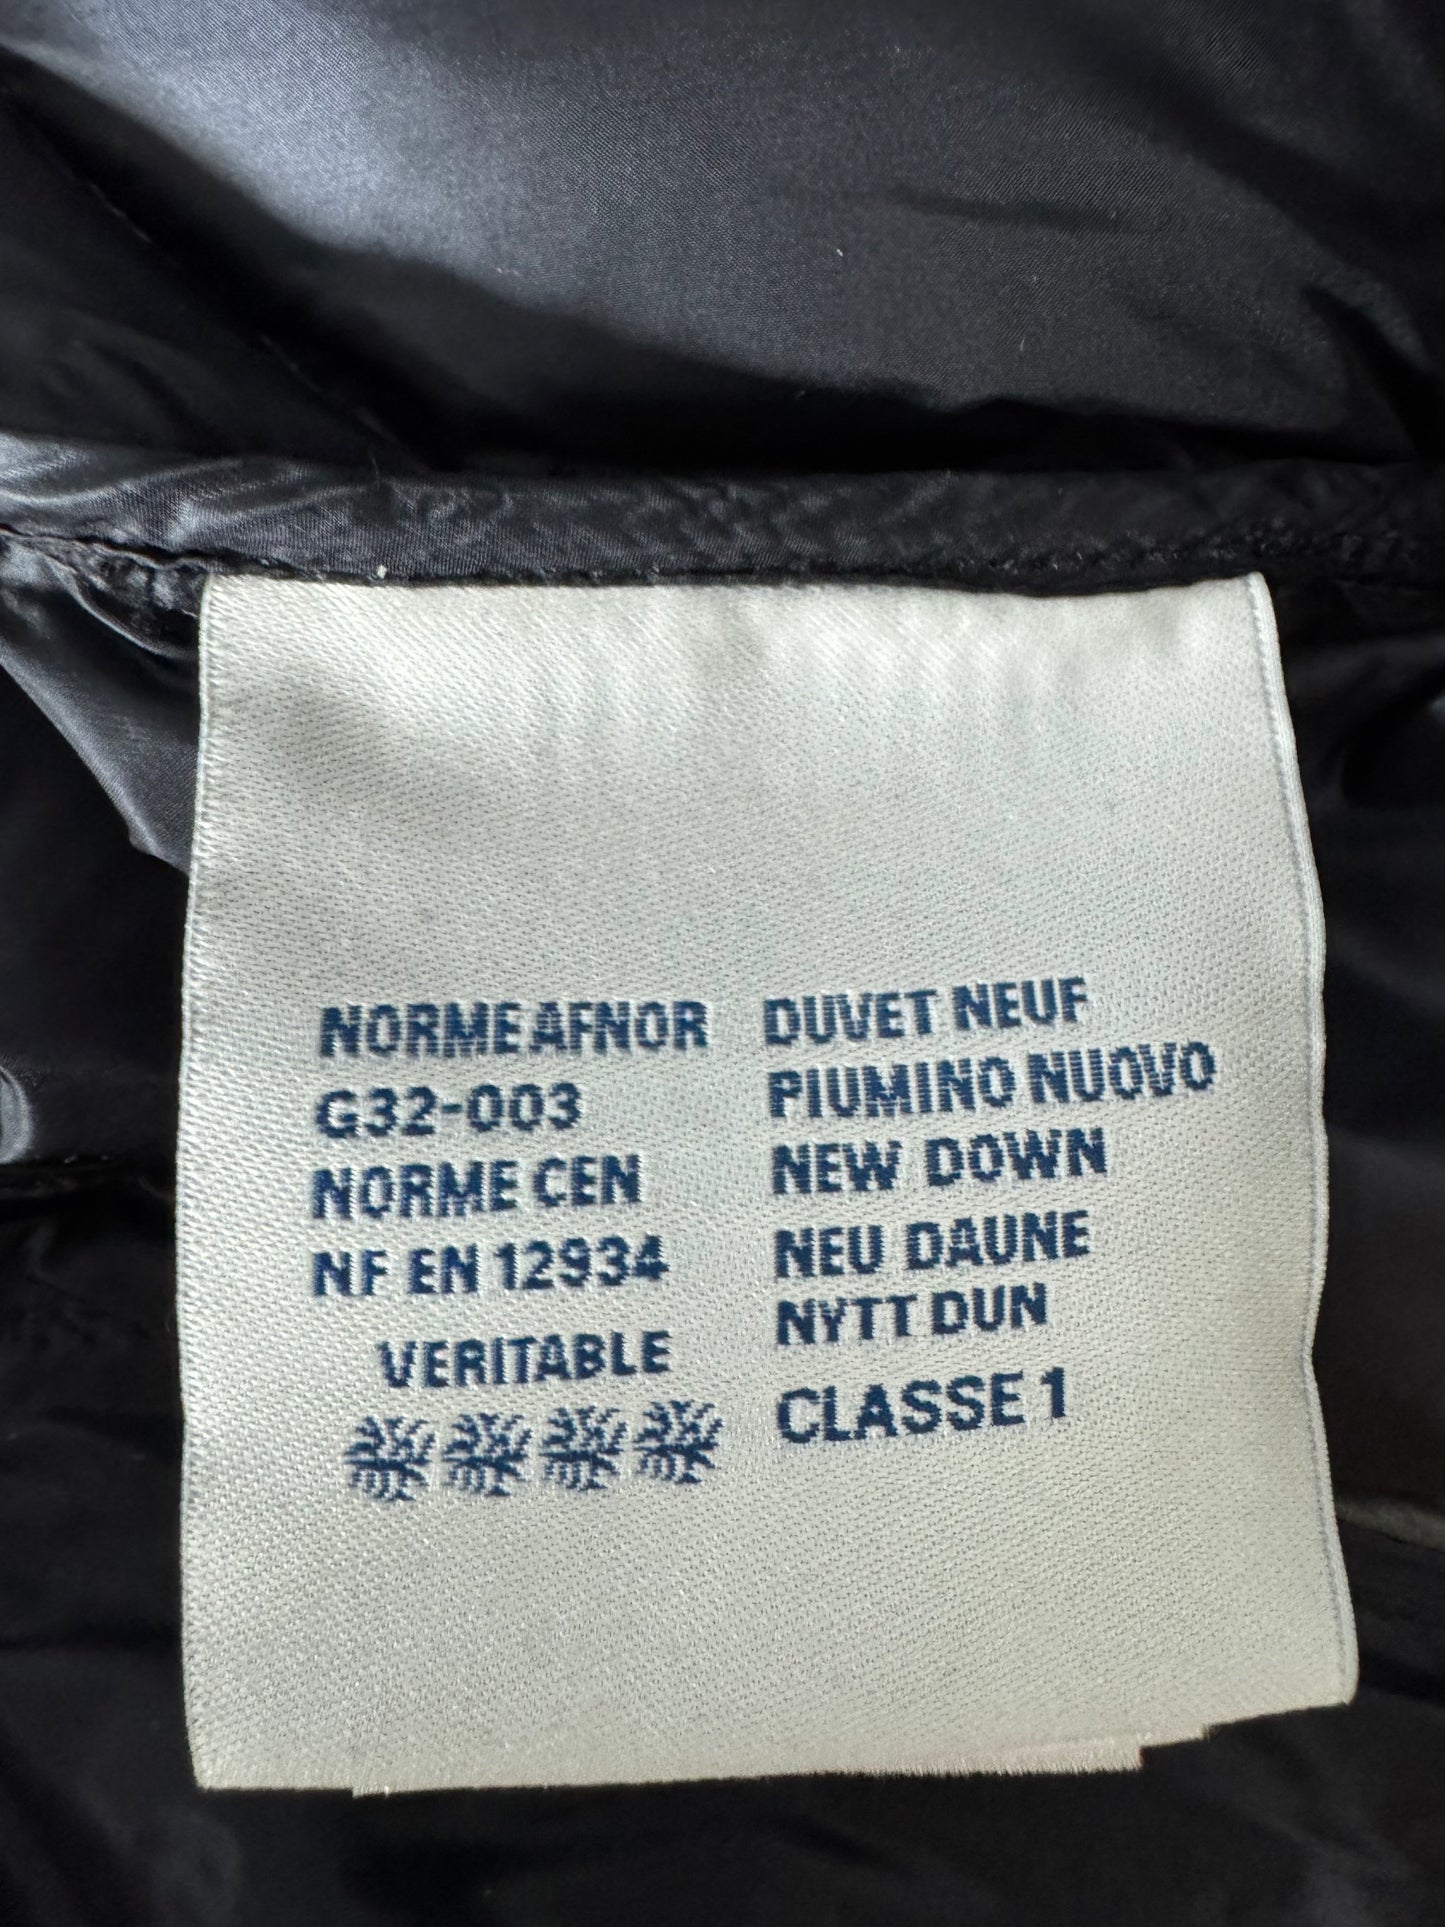 NORME AFNOR
G32-003
NORME CEN
NF EN 12934
VERITABLE
DUVET NEUF
PIUMINO NUOVO
NEW DOWN
NEU DAUNE
NYTT DUN
CLASSE 1